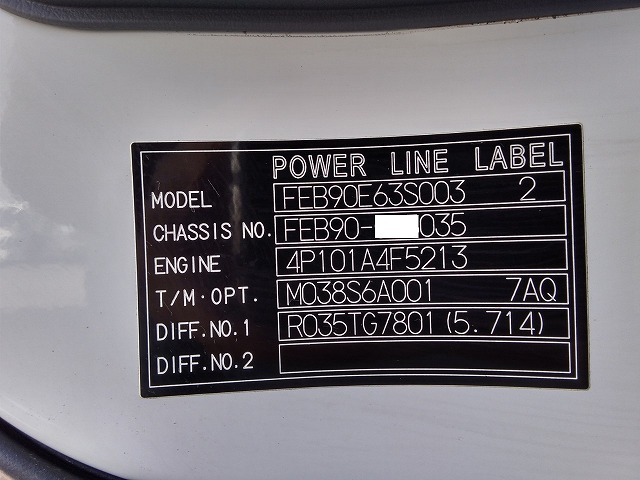 POWER LINE LABEL
MODEL FEB90E63S003 2
CHASSIS NO. FEB90- 035
ENGINE 4P101A4F5213
T/M·OPT. M038S6A001 7AQ
DIFF.NO.1 R035TG7801(5.714)
DIFF.NO.2